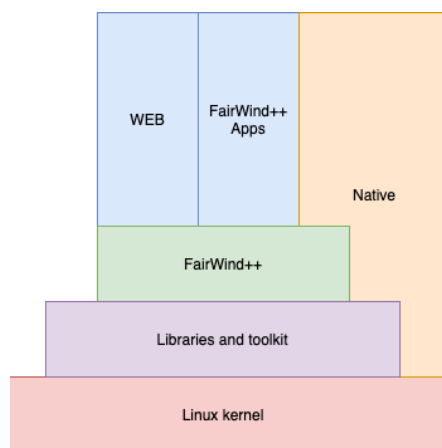 WEB
FairWind++
Apps
Native
FairWind++
Libraries and toolkit
Linux kernel